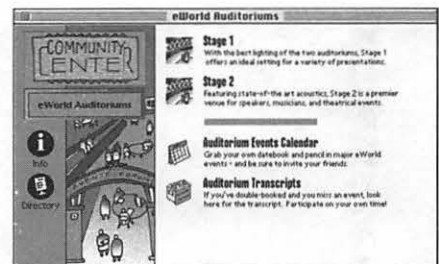 eWorld Auditoriums
COMMUNITY
CENTER
eWorld Auditoriums
Info
Directory
EVENTS FORUM
Stage 1
With the best lighting of the two auditoriums, Stage 1
offers an ideal setting for a variety of presentations.
Stage 2
Featuring state-of-the art acoustics, Stage 2 is a premier
venue for speakers, musicians, and theatrical events.
Auditorium Events Calendar
Grab your own datebook and pencil in major eWorld
events - and be sure to invite your friends.
Auditorium Transcripts
If you've double-booked and you miss an event, look
here for the transcript. Participate on your own time!